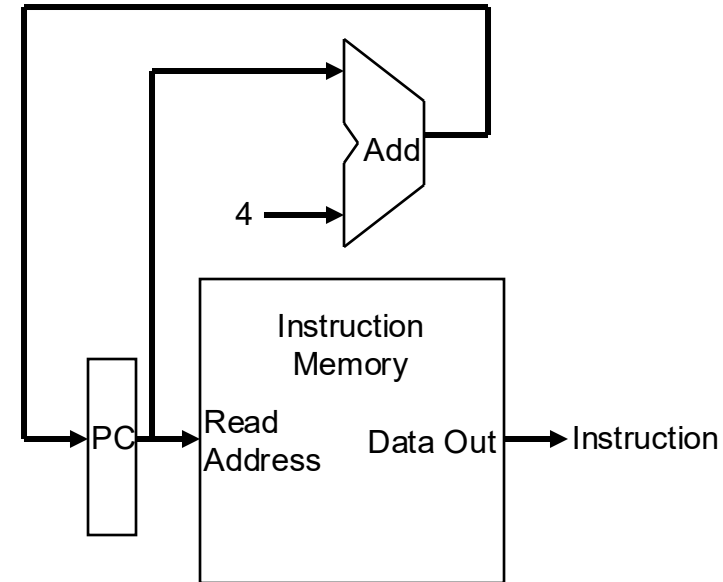 Add
4
Instruction
Memory
PC
Read
Address
Data Out
Instruction